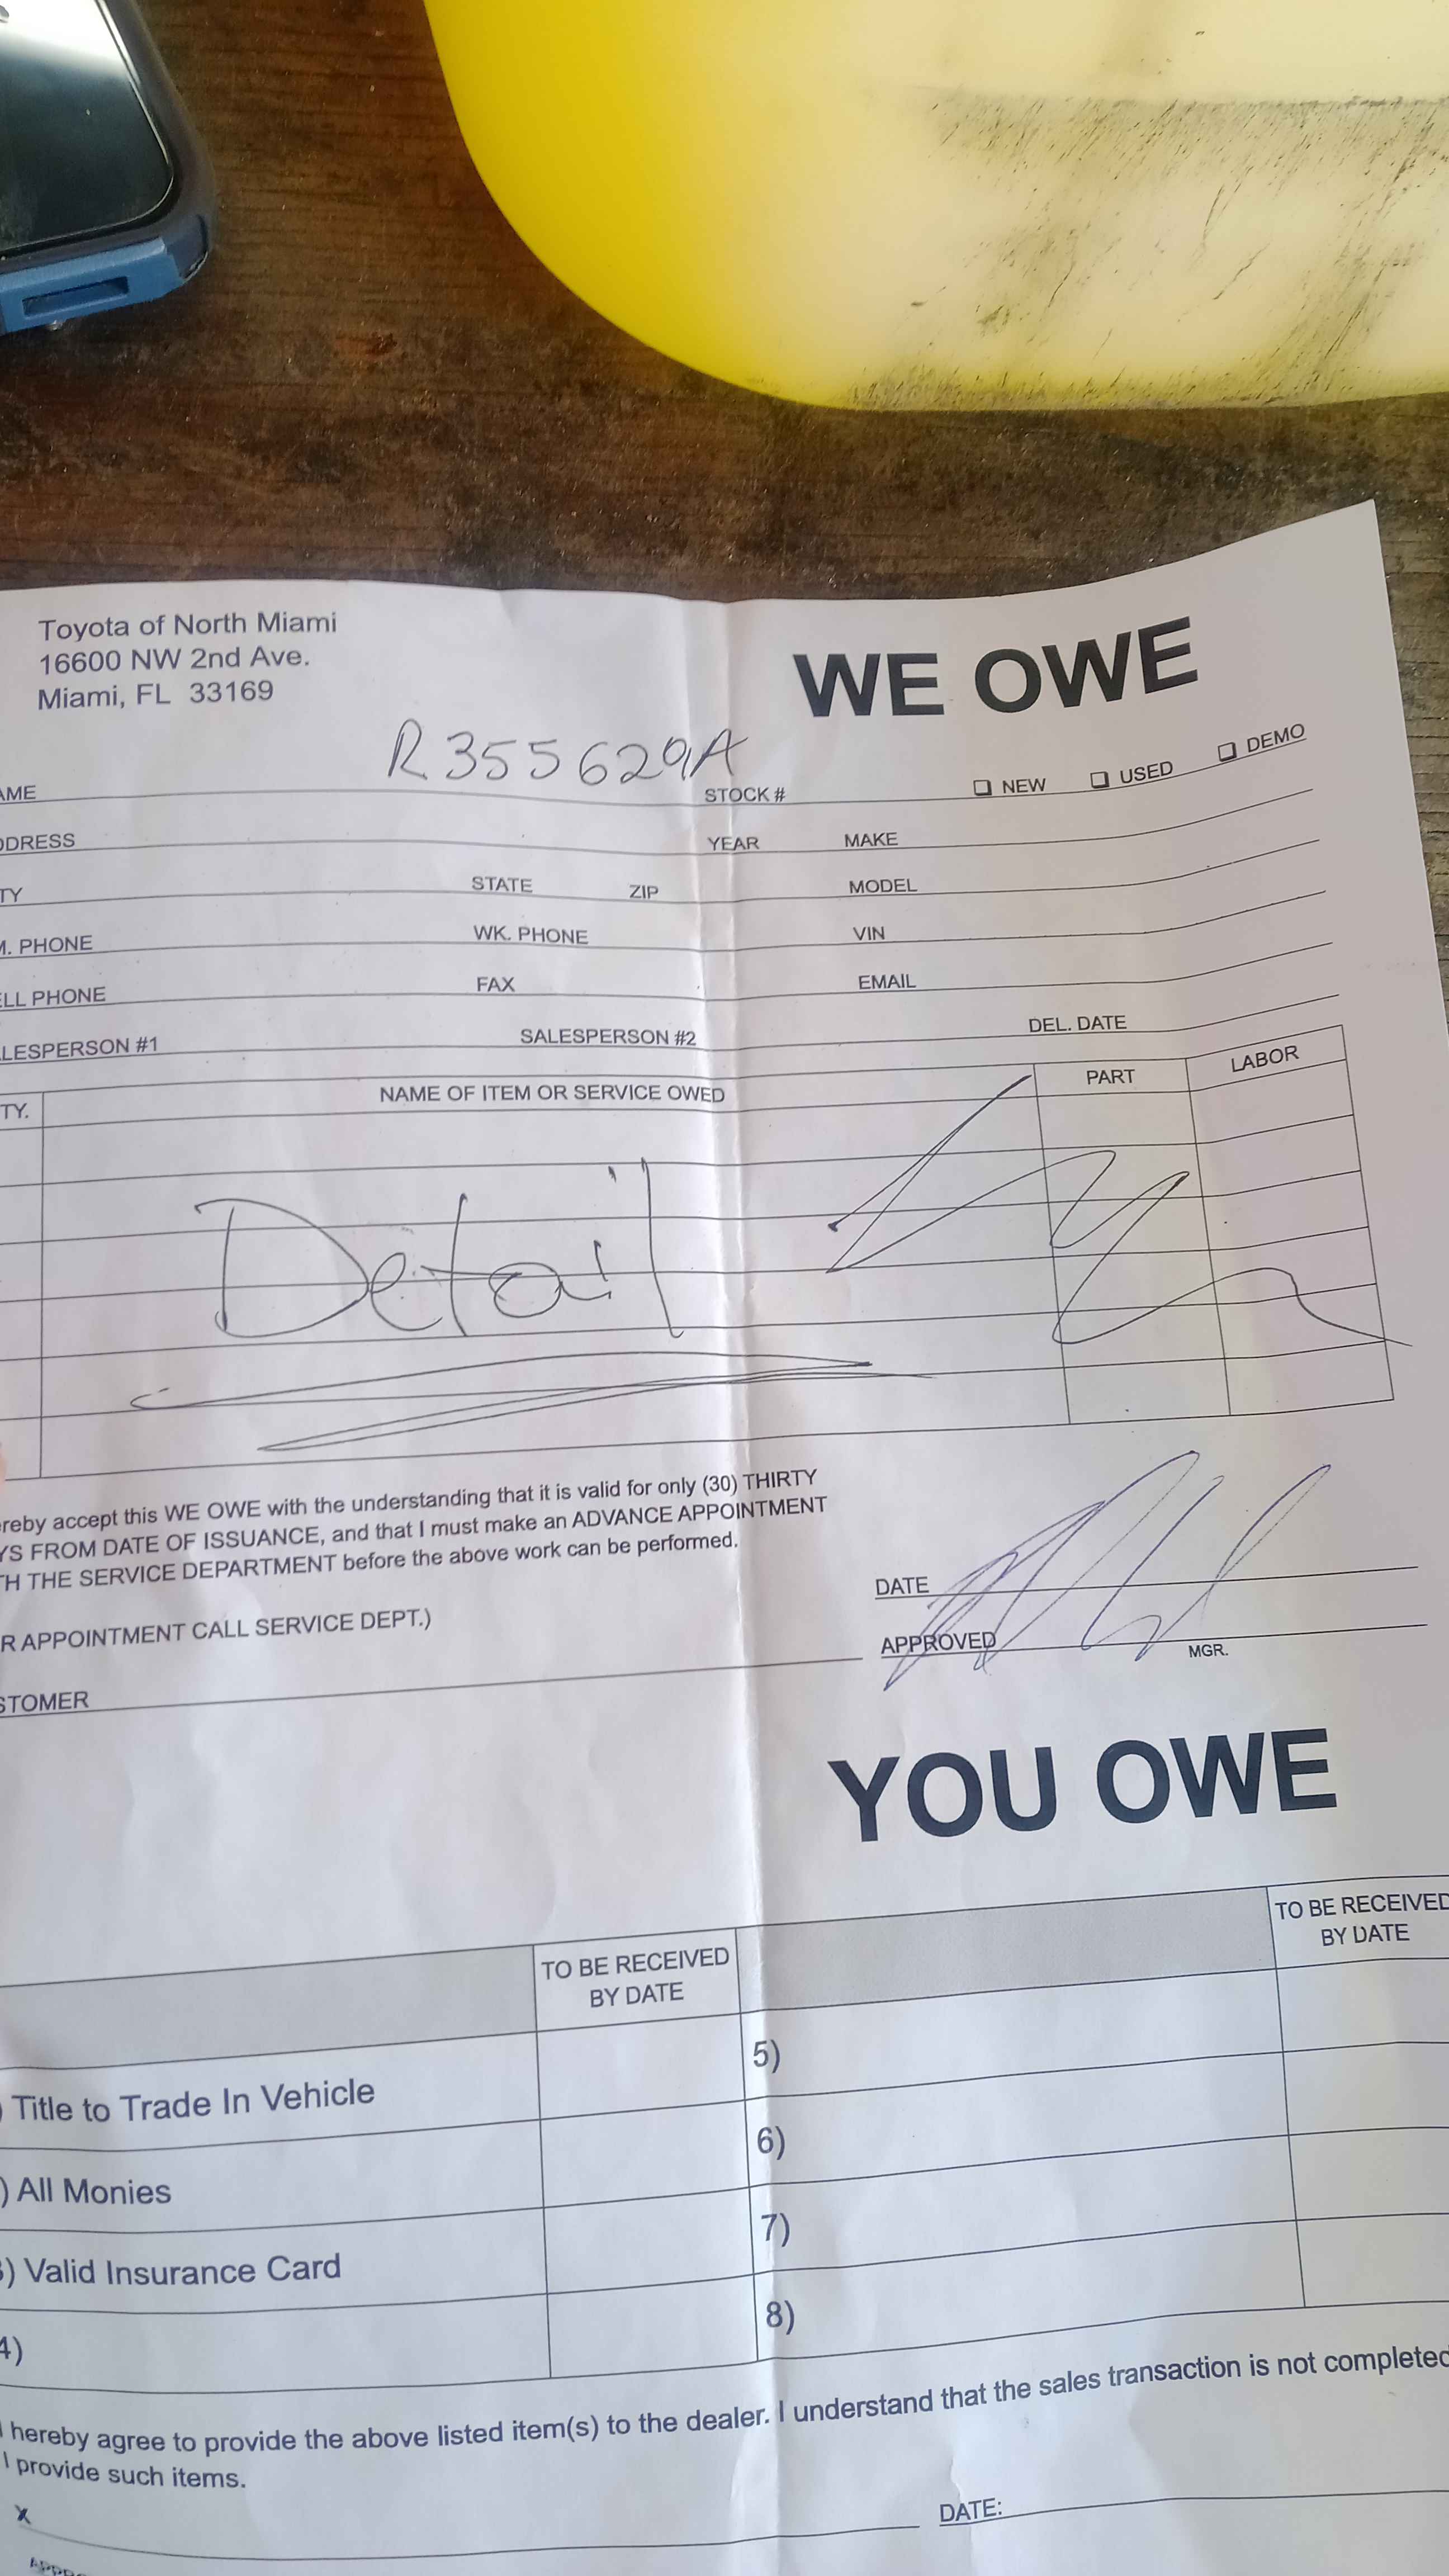 Toyota of North Miami
16600 NW 2nd Ave.
Miami, FL 33169
WE OWE
R355629A
AME STOCK # ❑ NEW ❑ USED ❑ DEMO
DDRESS YEAR MAKE
TY STATE ZIP MODEL
M. PHONE WK. PHONE VIN
ELL PHONE FAX EMAIL
LESPERSON #1 SALESPERSON #2 DEL. DATE
TY. NAME OF ITEM OR SERVICE OWED PART LABOR
Detail
reby accept this WE OWE with the understanding that it is valid for only (30) THIRTY
YS FROM DATE OF ISSUANCE, and that I must make an ADVANCE APPOINTMENT
TH THE SERVICE DEPARTMENT before the above work can be performed.
R APPOINTMENT CALL SERVICE DEPT.)
DATE
APPROVED
MGR.
STOMER
YOU OWE
TO BE RECEIVED BY DATE TO BE RECEIVED BY DATE
) Title to Trade In Vehicle 5)
) All Monies 6)
3) Valid Insurance Card 7)
4) 8)
I hereby agree to provide the above listed item(s) to the dealer. I understand that the sales transaction is not completed
I provide such items.
X DATE: